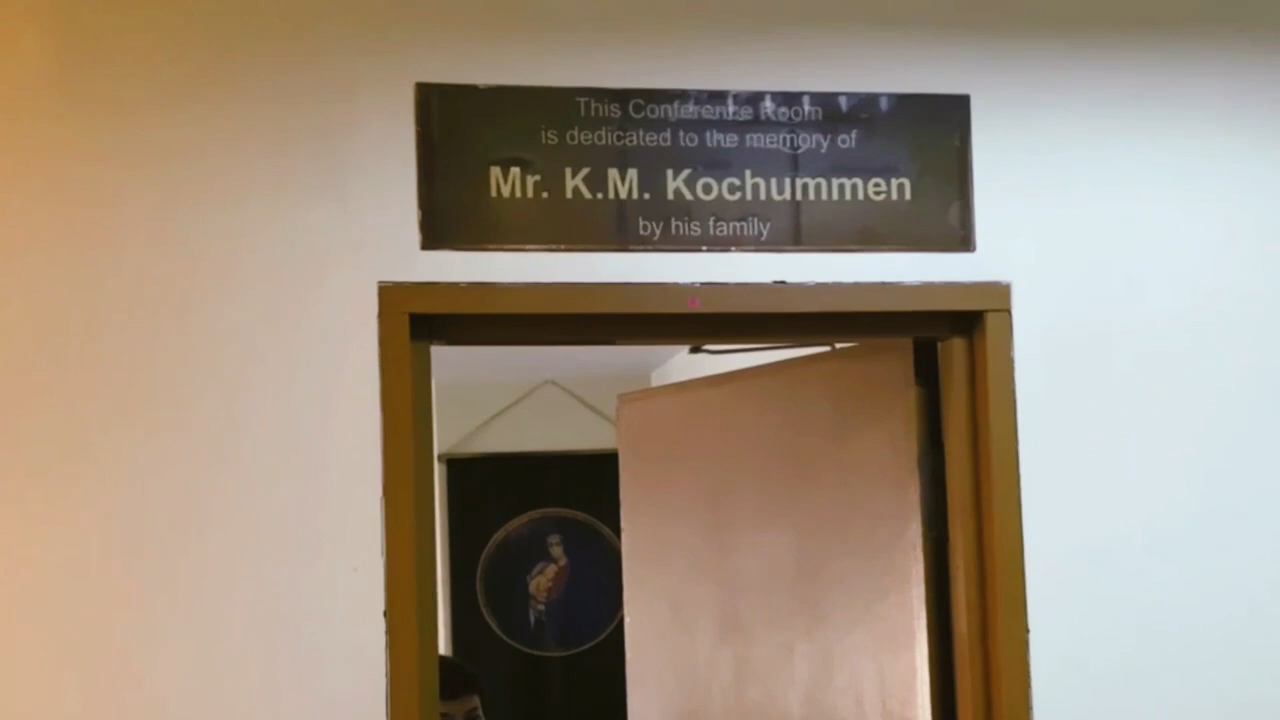 This Conference Room
is dedicated to the memory of
Mr. K.M. Kochummen
by his family